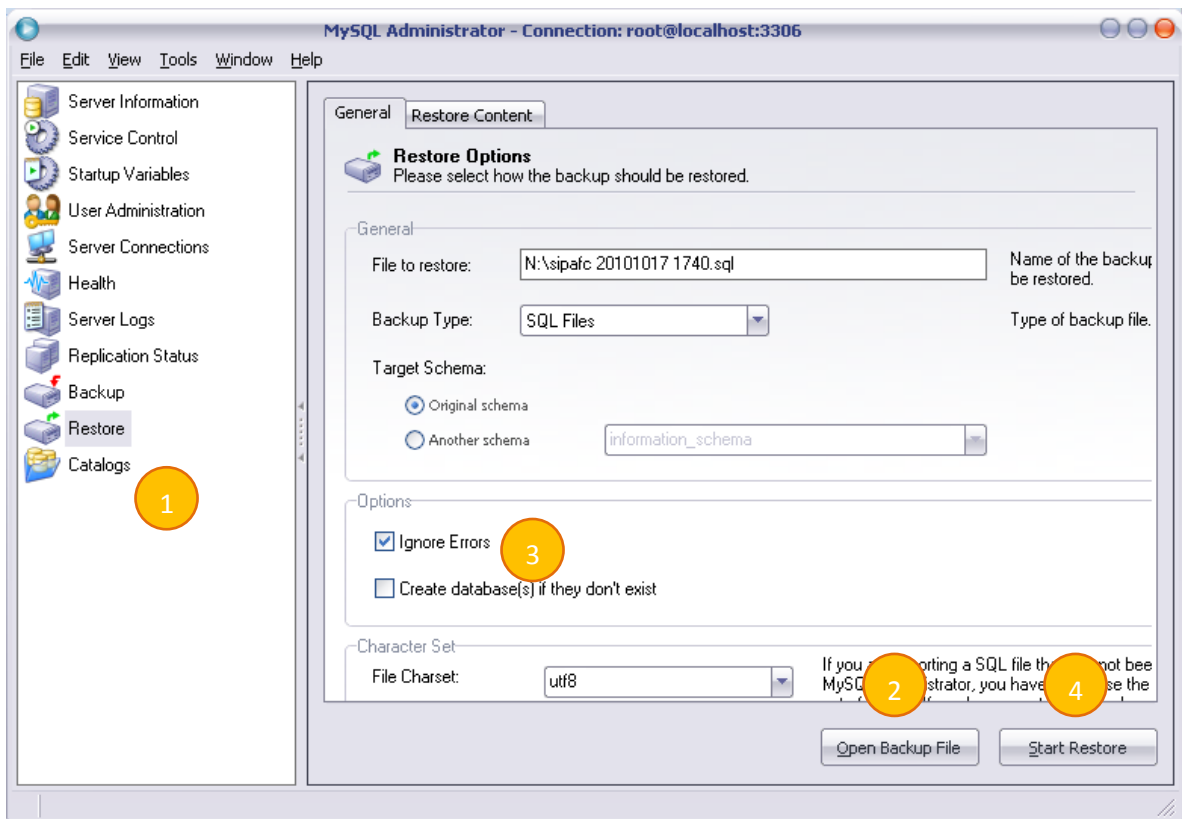 MySQL Administrator - Connection: root@localhost:3306
File Edit View Tools Window Help
Server Information
Service Control
Startup Variables
User Administration
Server Connections
Health
Server Logs
Replication Status
Backup
Restore
Catalogs
1
General Restore Content
Restore Options
Please select how the backup should be restored.
General
File to restore: N:\sipafc 20101017 1740.sql Name of the backup
be restored.
Backup Type: SQL Files Type of backup file.
Target Schema:
Original schema
Another schema information_schema
Options
Ignore Errors
3
Create database(s) if they don't exist
Character Set
File Charset: utf8
If you orting a SQL file th not bee
MySQ strator, you have se the
2 4
Open Backup File Start Restore